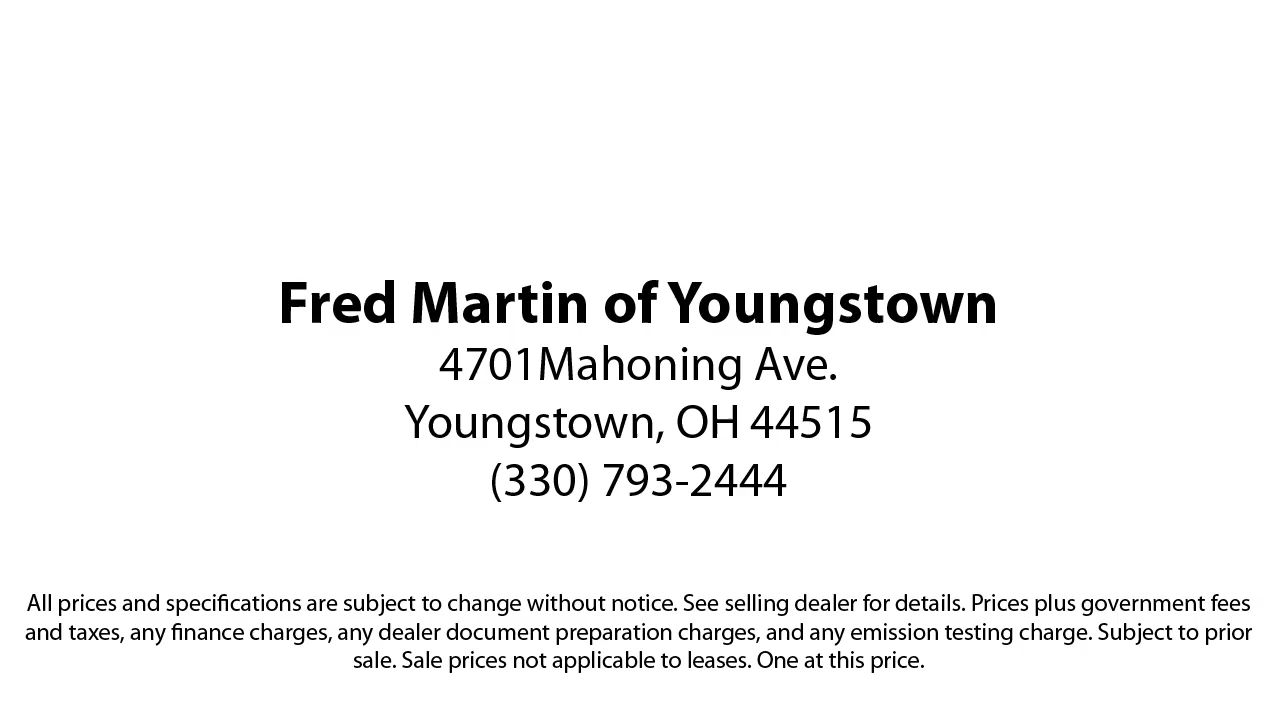 Fred Martin of Youngstown
4701Mahoning Ave.
Youngstown, OH 44515
(330) 793-2444
All prices and specifications are subject to change without notice. See selling dealer for details. Prices plus government fees
and taxes, any finance charges, any dealer document preparation charges, and any emission testing charge. Subject to prior
sale. Sale prices not applicable to leases. One at this price.